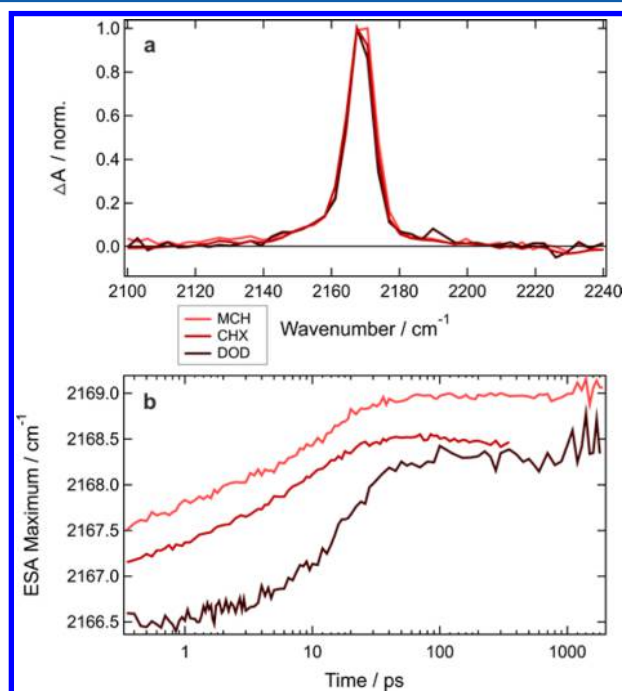 a
ΔA / norm.
1.0
0.8
0.6
0.4
0.2
0.0
2100 2120 2140 2160 2180 2200 2220 2240
Wavenumber / cm-1
MCH
CHX
DOD
b
ESA Maximum / cm-1
2169.0
2168.5
2168.0
2167.5
2167.0
2166.5
1 10 100 1000
Time / ps